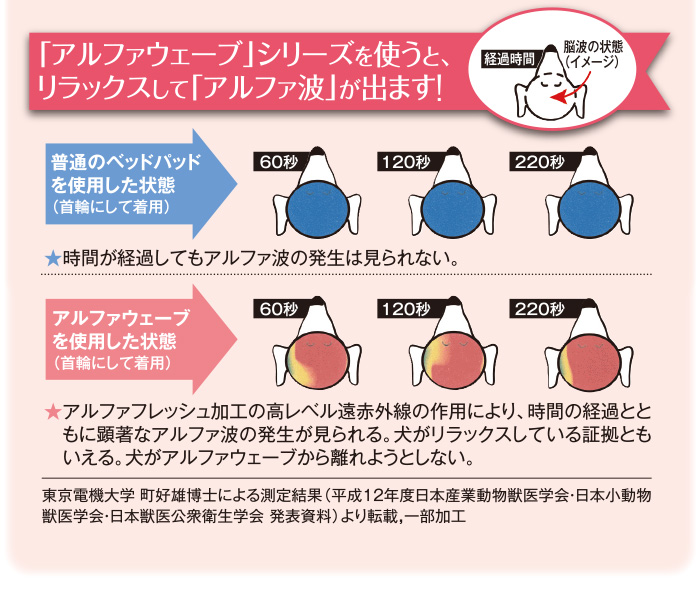 「アルファウェーブ」シリーズを使うと、
リラックスして「アルファ波」が出ます!
経過時間
脳波の状態
(イメージ)
普通のベッドパッド
を使用した状態
(首輪にして着用)
60秒
120秒
220秒
★時間が経過してもアルファ波の発生は見られない。
アルファウェーブ
を使用した状態
(首輪にして着用)
60秒
120秒
220秒
★アルファフレッシュ加工の高レベル遠赤外線の作用により、時間の経過とと
もに顕著なアルファ波の発生が見られる。犬がリラックスしている証拠とも
いえる。犬がアルファウェーブから離れようとしない。
東京電機大学 町好雄博士による測定結果(平成12年度日本産業動物獣医学会・日本小動物
獣医学会・日本獣医公衆衛生学会 発表資料)より転載,一部加工